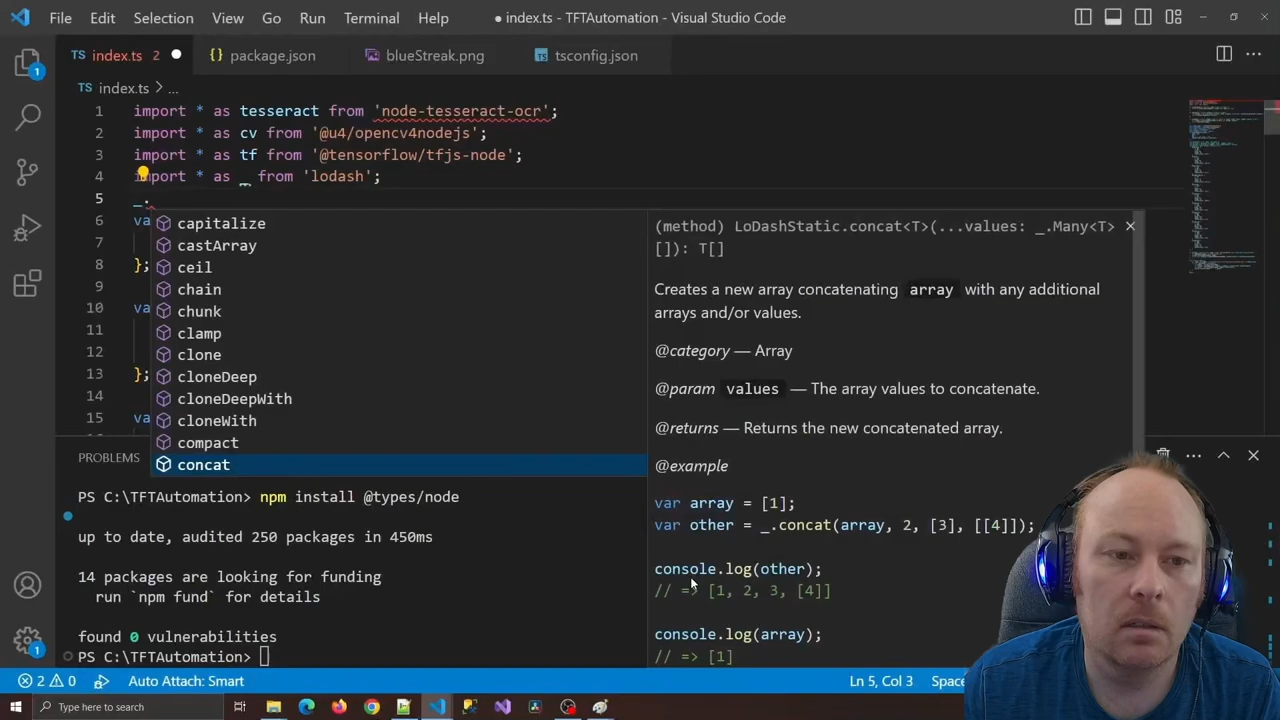 File Edit Selection View Go Run Terminal Help ● index.ts - TFTAutomation - Visual Studio Code
TS index.ts 2 ● {} package.json blueStreak.png TS tsconfig.json ...
TS index.ts > ...
1 import * as tesseract from 'node-tesseract-ocr';
2 import * as cv from '@u4/opencv4nodejs';
3 import * as tf from '@tensorflow/tfjs-node';
4 import * as _ from 'lodash';
5 _.
6 va
7
8 };
9
10 va
11
12
13 };
14
15 va
capitalize
castArray
ceil
chain
chunk
clamp
clone
cloneDeep
cloneDeepWith
cloneWith
compact
concat
(method) LoDashStatic.concat<T>(...values: _.Many<T>
[]): T[]
Creates a new array concatenating array with any additional
arrays and/or values.
@category — Array
@param values — The array values to concatenate.
@returns — Returns the new concatenated array.
@example
var array = [1];
var other = _.concat(array, 2, [3], [[4]]);
console.log(other);
// => [1, 2, 3, [4]]
console.log(array);
// => [1]
PROBLEMS
PS C:\TFTAutomation> npm install @types/node
up to date, audited 250 packages in 450ms
14 packages are looking for funding
run `npm fund` for details
found 0 vulnerabilities
PS C:\TFTAutomation>
1
1
2 0 Auto Attach: Smart Ln 5, Col 3
Type here to search